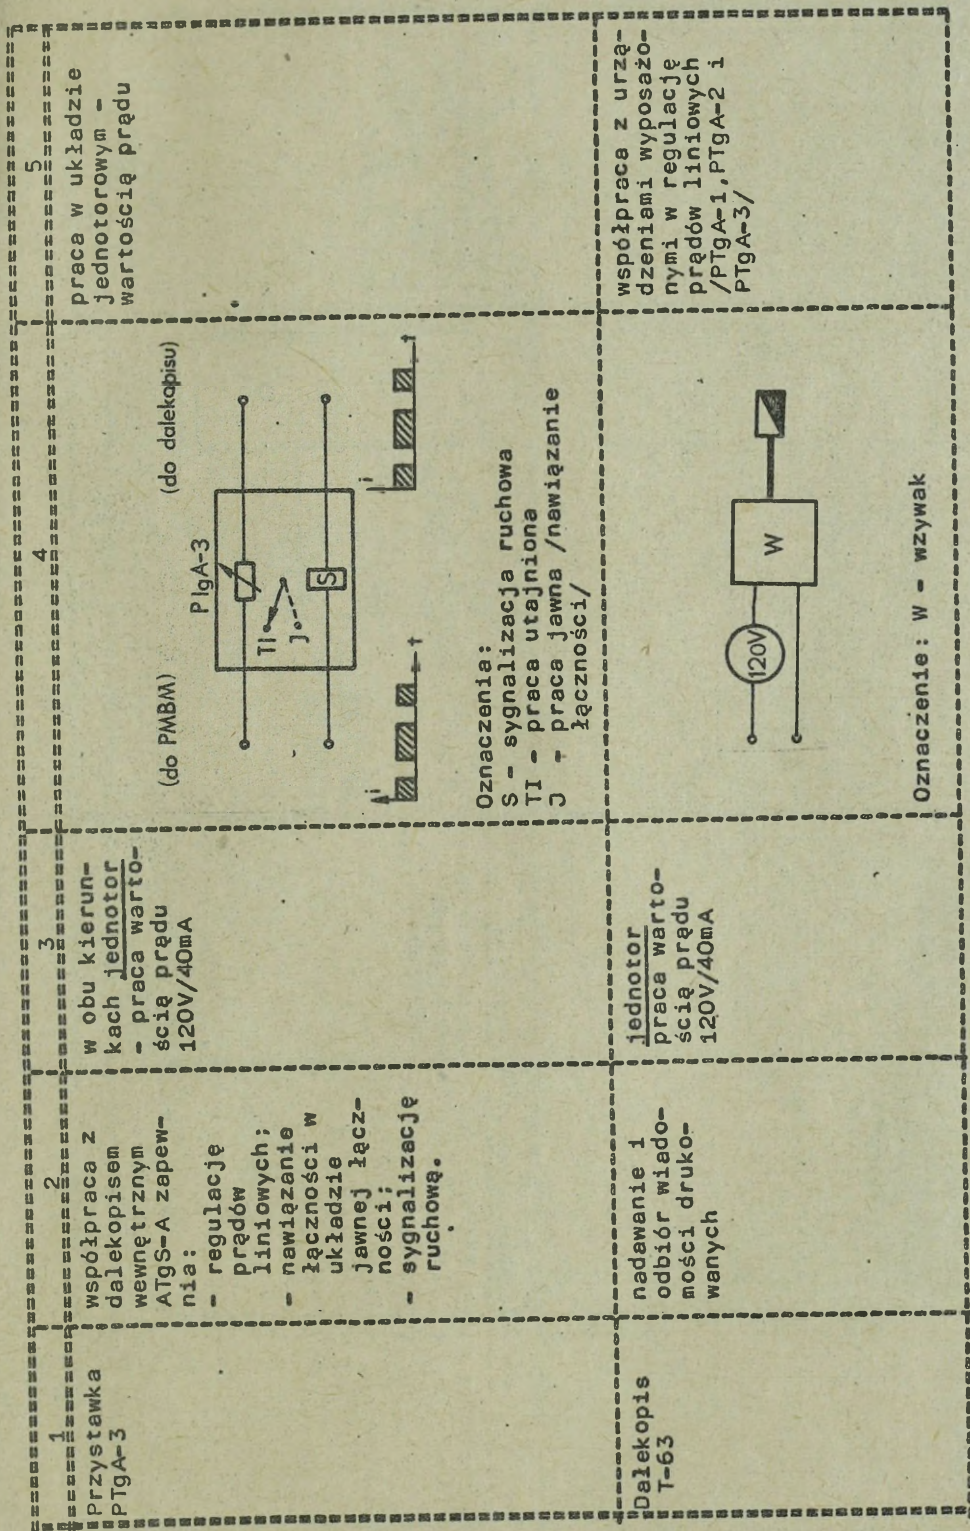 1 2 3 4 5
Przystawka
PTgA-3
współpraca z
dalekopisem
wewnętrznym
ATgS-A zapew-
nia:
- regulację
prądów
liniowych;
- nawiązanie
łączności w
układzie
jawnej łącz-
ności;
- sygnalizację
ruchową.
w obu kierun-
kach jednotor
- praca warto-
ścią prądu
120V/40mA
(do PMBM) (do dalekopisu)
PIgA-3
TI
J
S
i t
i t
Oznaczenia:
S - sygnalizacja ruchowa
TI - praca utajniona
J - praca jawna /nawiązanie
łączności/
praca w układzie
jednotorowym -
wartością prądu
Dalekopis
T-63
nadawanie i
odbiór wiado-
mości druko-
wanych
jednotor
praca warto-
ścią prądu
120V/40mA
120V
W
Oznaczenie: W - wzywak
współpraca z urzą-
dzeniami wyposażo-
nymi w regulację
prądów liniowych
/PTgA-1,PTgA-2 i
PTgA-3/